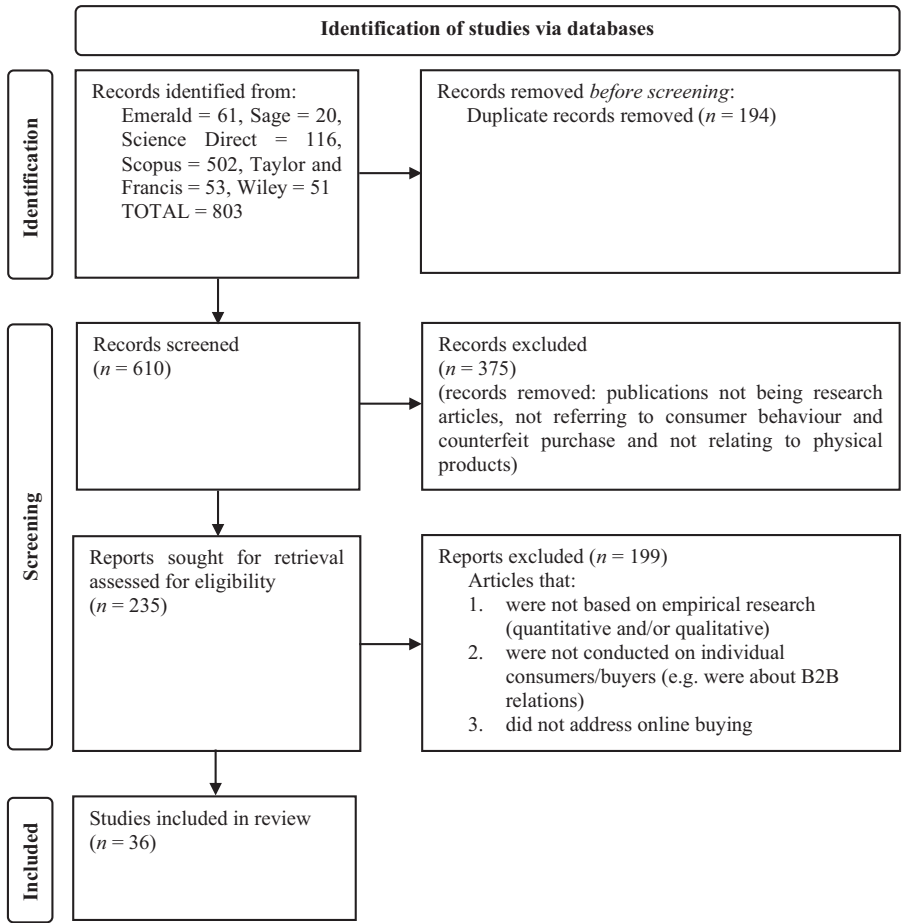 Identification of studies via databases
Identification
Records identified from:
Emerald = 61, Sage = 20,
Science Direct = 116,
Scopus = 502, Taylor and
Francis = 53, Wiley = 51
TOTAL = 803
Records removed before screening:
Duplicate records removed (n = 194)
Screening
Records screened
(n = 610)
Records excluded
(n = 375)
(records removed: publications not being research
articles, not referring to consumer behaviour and
counterfeit purchase and not relating to physical
products)
Reports sought for retrieval
assessed for eligibility
(n = 235)
Reports excluded (n = 199)
Articles that:
1. were not based on empirical research
(quantitative and/or qualitative)
2. were not conducted on individual
consumers/buyers (e.g. were about B2B
relations)
3. did not address online buying
Included
Studies included in review
(n = 36)